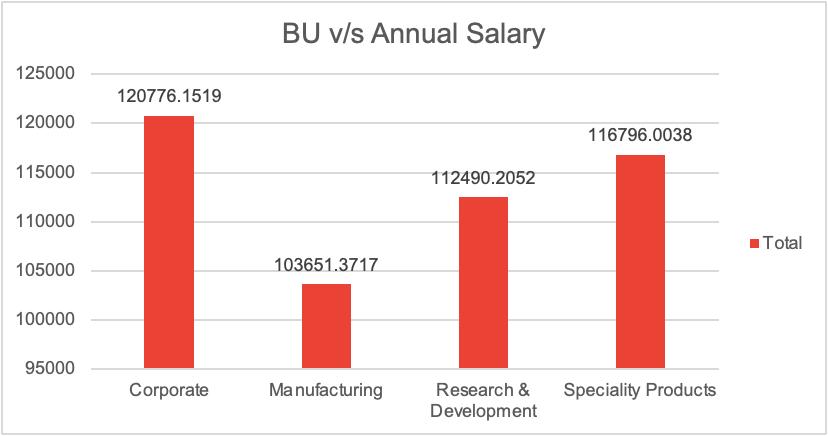 BU v/s Annual Salary
125000
120000
115000
110000
105000
100000
95000
120776.1519
103651.3717
112490.2052
116796.0038
Corporate
Manufacturing
Research &
Development
Speciality Products
Total